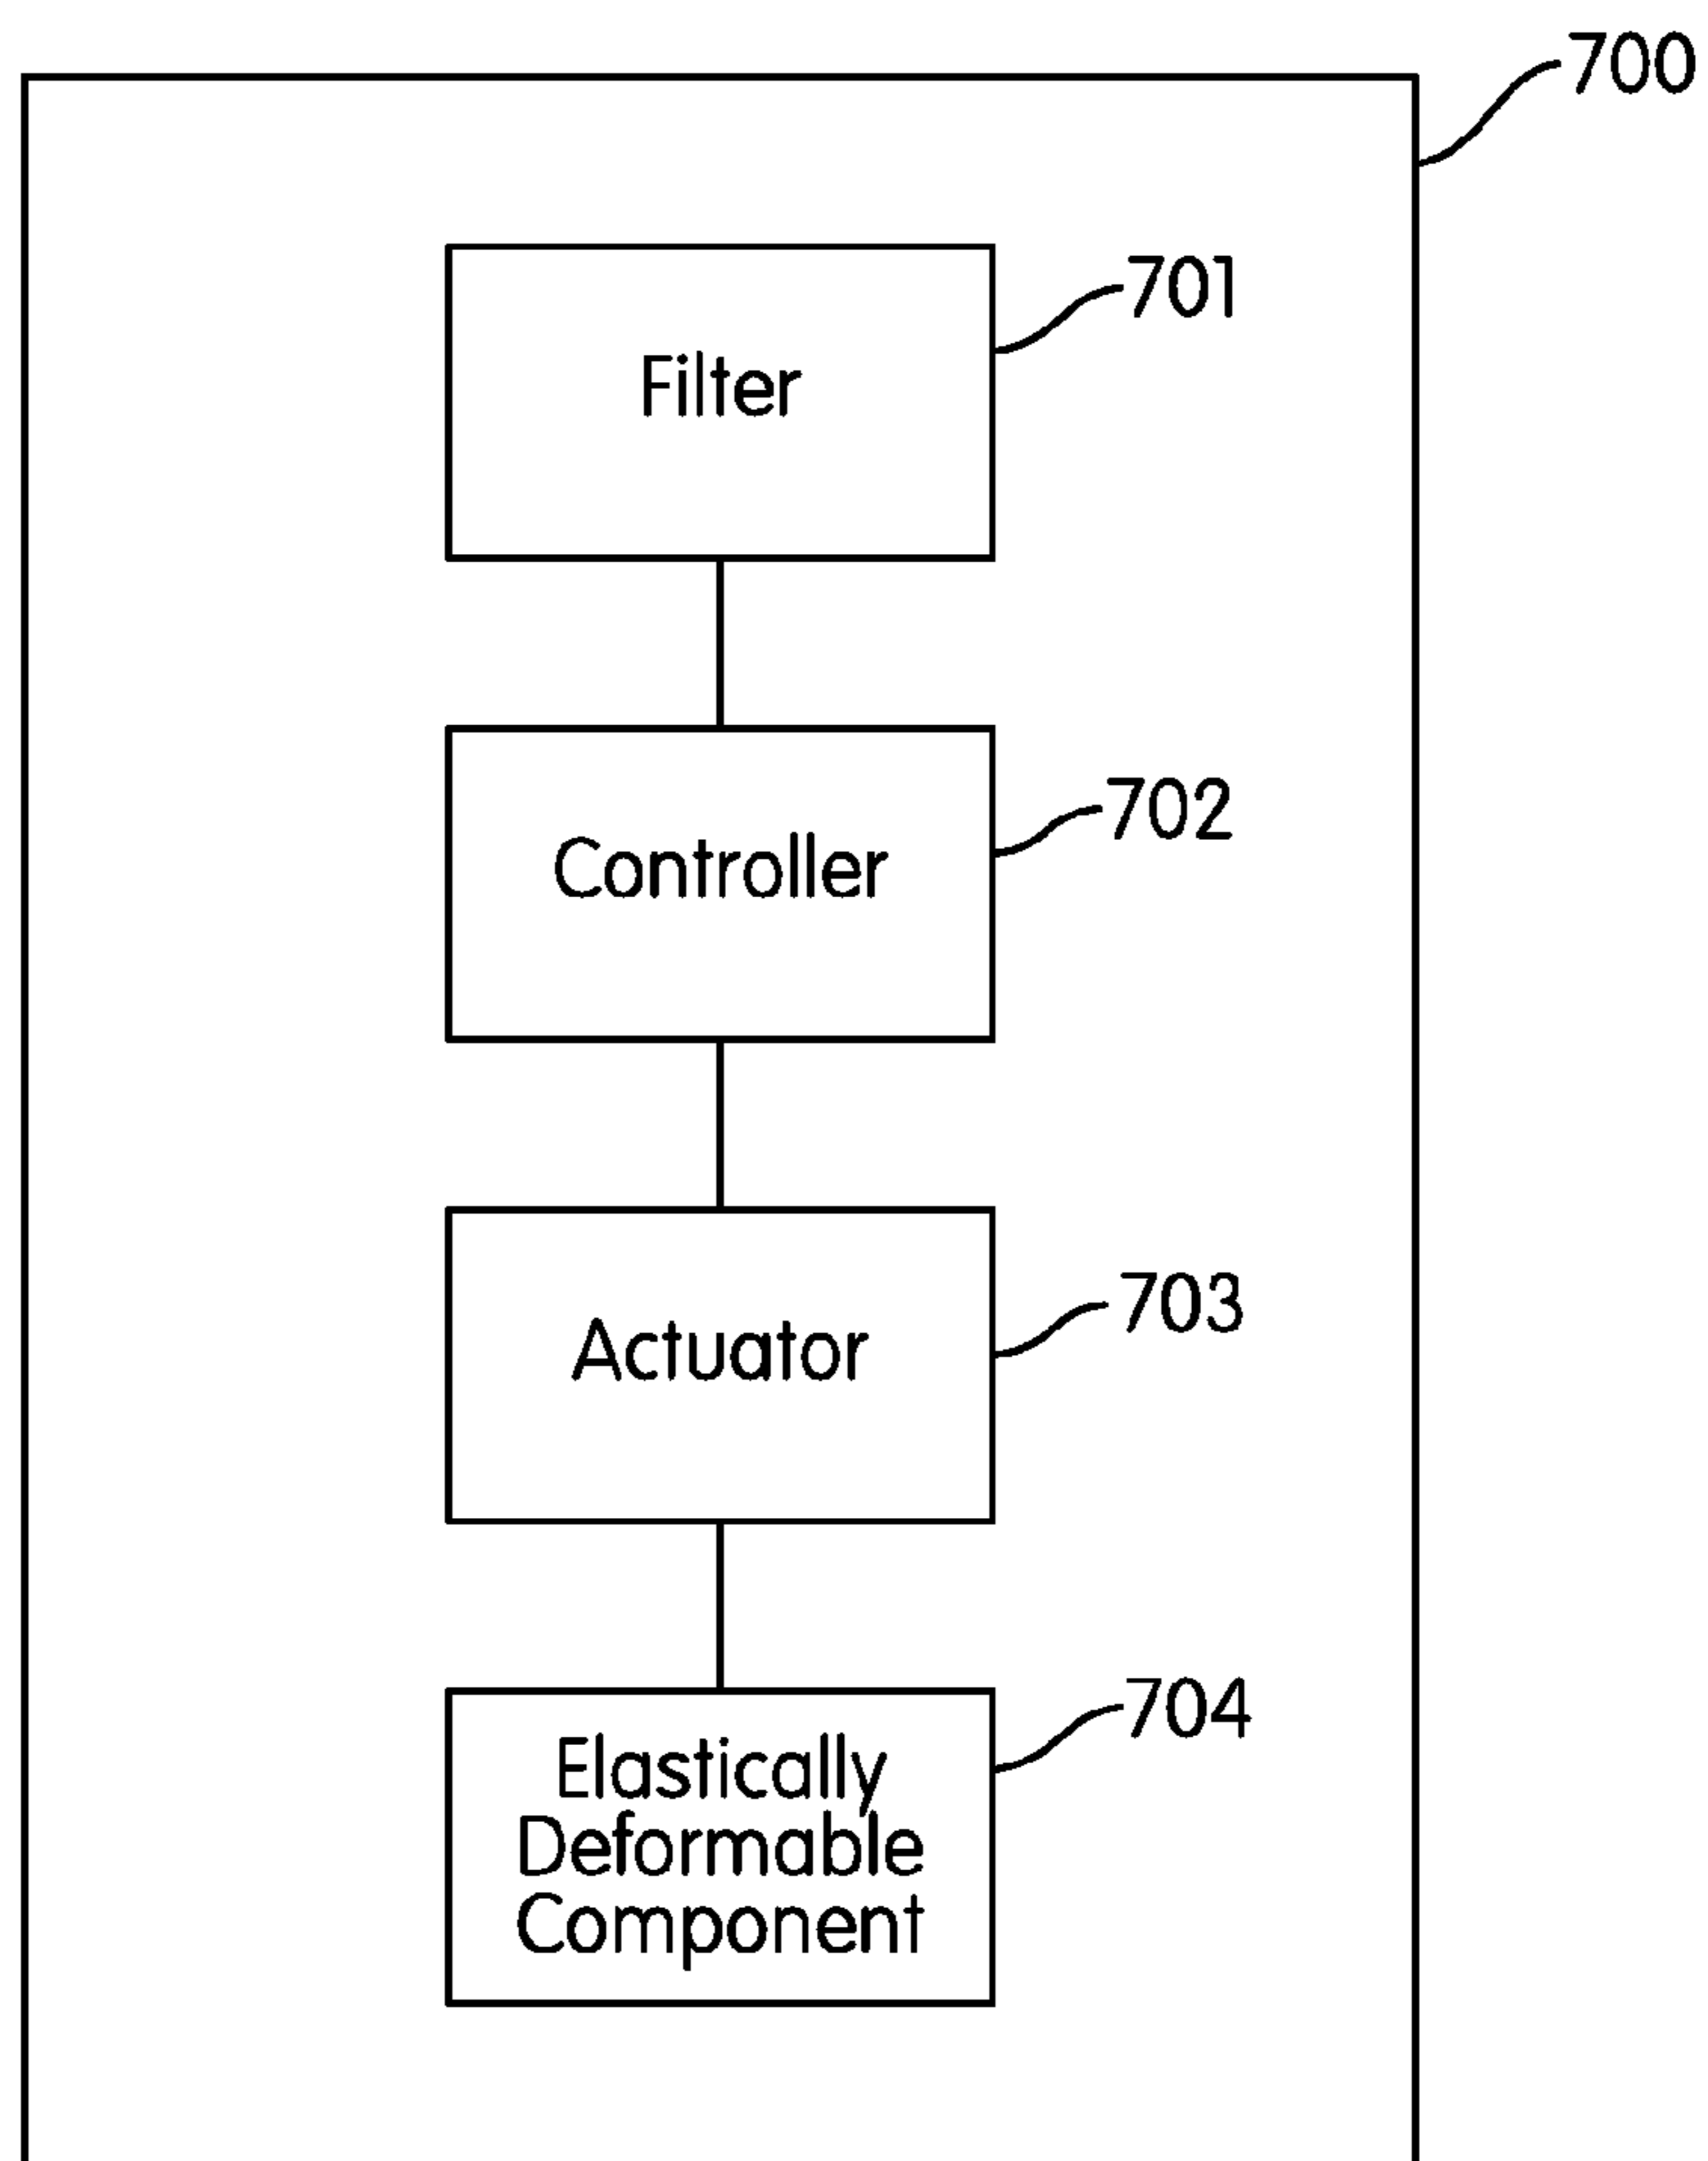 700
701
Filter
702
Controller
703
Actuator
704
Elastically
Deformable
Component